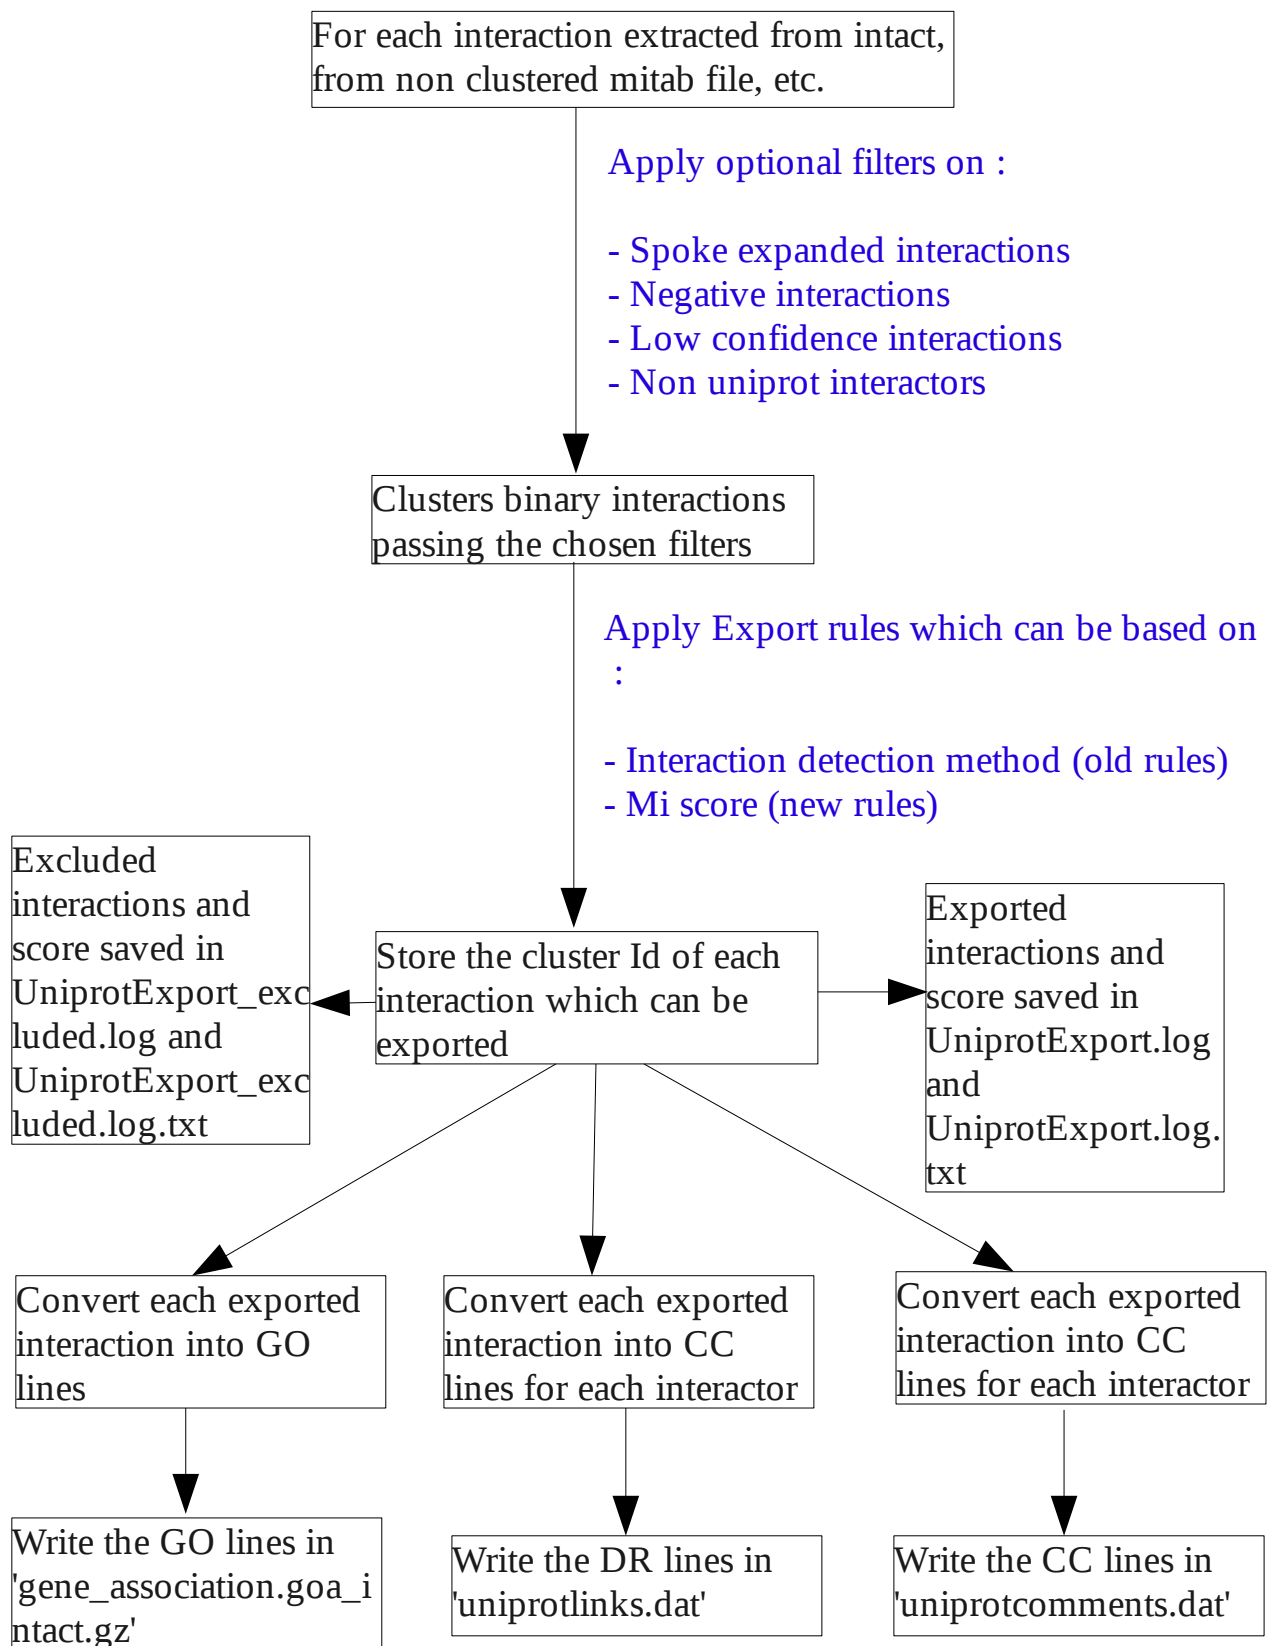 For each interaction extracted from intact,
from non clustered mitab file, etc.
Apply optional filters on :
- Spoke expanded interactions
- Negative interactions
- Low confidence interactions
- Non uniprot interactors
Clusters binary interactions
passing the chosen filters
Apply Export rules which can be based on
:
- Interaction detection method (old rules)
- Mi score (new rules)
Excluded
interactions and
score saved in
UniprotExport_exc
luded.log and
UniprotExport_exc
luded.log.txt
Store the cluster Id of each
interaction which can be
exported
Exported
interactions and
score saved in
UniprotExport.log
and
UniprotExport.log.
txt
Convert each exported
interaction into GO
lines
Convert each exported
interaction into CC
lines for each interactor
Convert each exported
interaction into CC
lines for each interactor
Write the GO lines in
'gene_association.goa_i
ntact.gz'
Write the DR lines in
'uniprotlinks.dat'
Write the CC lines in
'uniprotcomments.dat'